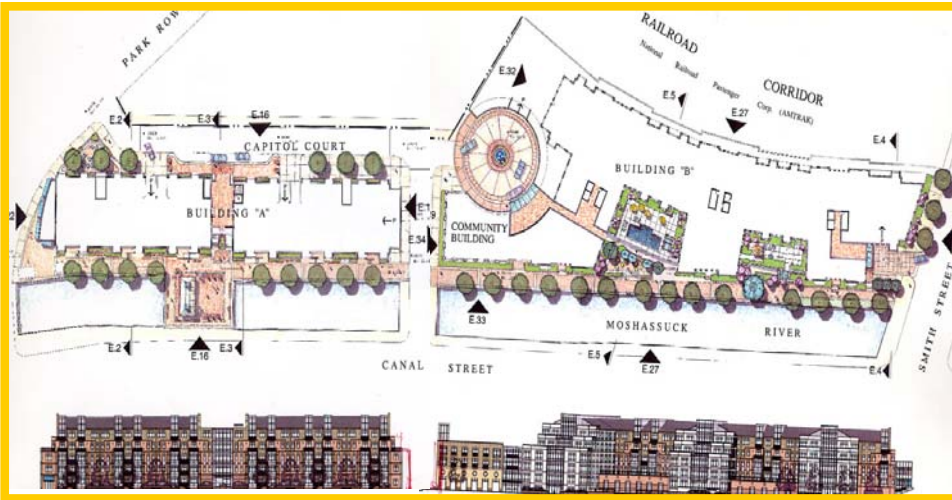 PARK ROW
E.2
E.3
E.16
CAPITOL COURT
BUILDING "A"
E.2
E.3
E.16
CANAL STREET
RAILROAD
National Railroad Passenger Corp. (AMTRAK)
CORRIDOR
E.32
E.5
E.27
E.4
BUILDING "B"
COMMUNITY
BUILDING
E.34
E.33
MOSHASSUCK RIVER
E.5
E.27
E.4
SMITH STREET